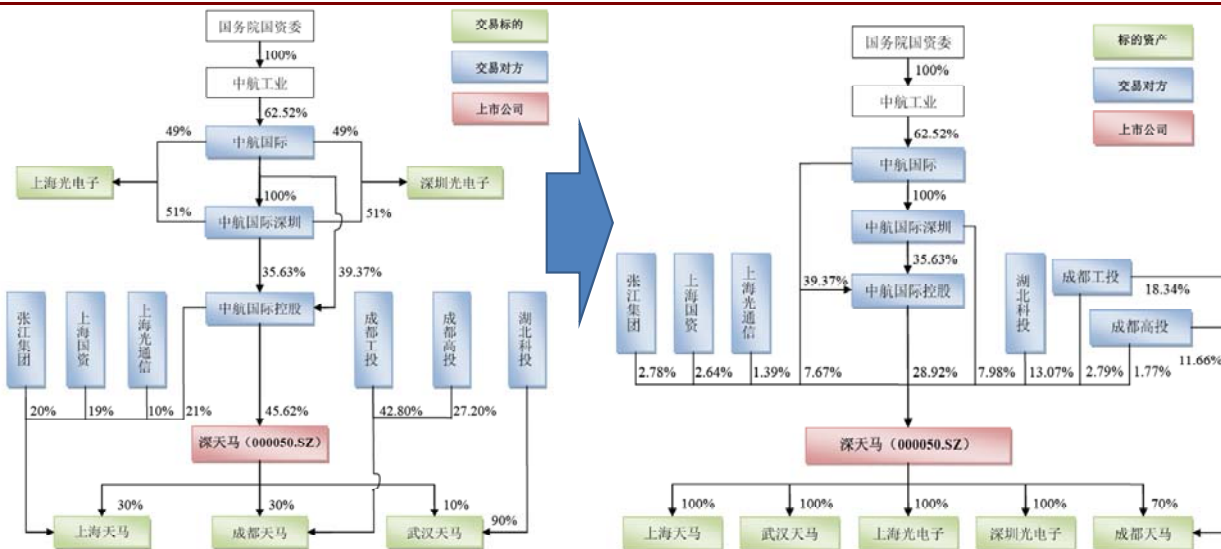 国务院国资委
交易标的
100%
中航工业
交易对方
62.52%
上市公司
49%
中航国际
49%
上海光电子
深圳光电子
100%
51%
中航国际深圳
51%
35.63%
39.37%
张江集团
上海国资
上海光通信
中航国际控股
成都工投
成都高投
湖北科投
20%
19%
10%
21%
45.62%
42.80%
27.20%
深天马（000050.SZ）
30%
30%
10%
90%
上海天马
成都天马
武汉天马
国务院国资委
标的资产
100%
中航工业
交易对方
62.52%
上市公司
中航国际
100%
中航国际深圳
35.63%
张江集团
上海国资
上海光通信
39.37%
中航国际控股
湖北科投
成都工投
18.34%
成都高投
11.66%
2.78%
2.64%
1.39%
7.67%
28.92%
7.98%
13.07%
2.79%
1.77%
深天马（000050.SZ）
100%
100%
100%
100%
70%
上海天马
武汉天马
上海光电子
深圳光电子
成都天马